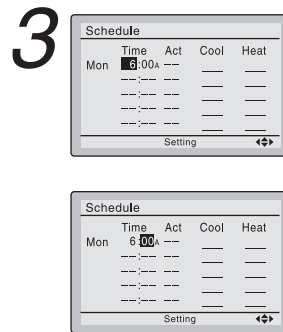 3
Schedule
Time Act Cool Heat
Mon 6:00A --
--:-- --
--:-- --
--:-- --
--:-- --
Setting
Schedule
Time Act Cool Heat
Mon 6:00A --
--:-- --
--:-- --
--:-- --
--:-- --
Setting